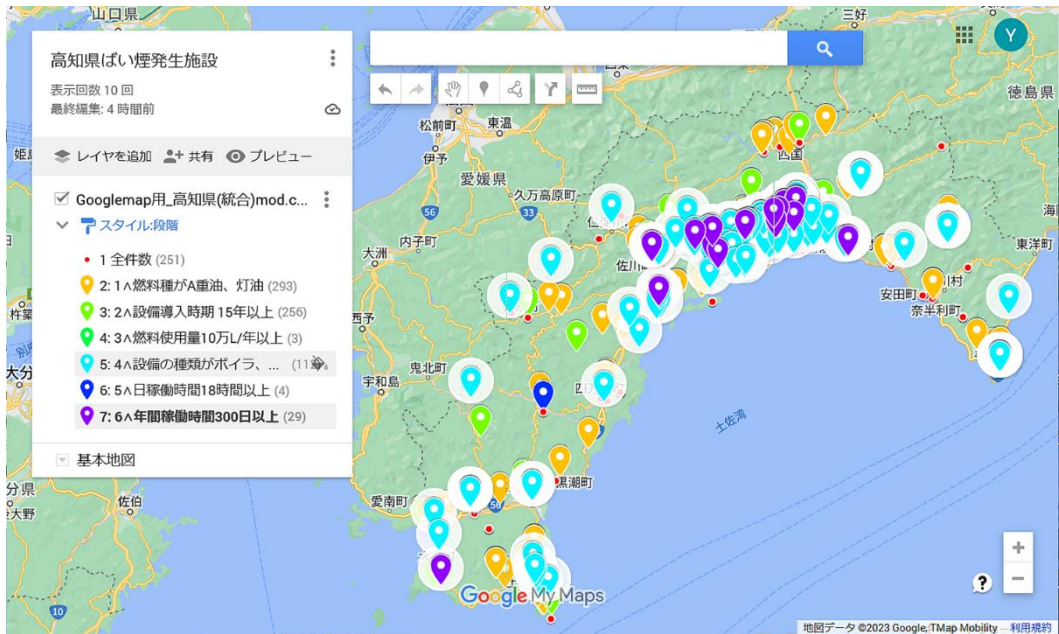 山口県
三好
高知県ばい煙発生施設
Y
表示回数 10 回
最終編集: 4 時間前
徳島県
松前町
東温
レイヤを追加
共有
プレビュー
四国
伊予
愛媛県
久万高原町
Googlemap用_高知県(統合)mod.c...
56
33
スタイル:段階
内子町
東洋町
大洲
佐川
1 全件数 (251)
2: 1∧燃料種がA重油、灯油 (293)
安田町
川村
奈半利町
3: 2∧設備導入時期 15年以上 (256)
西予
4: 3∧燃料使用量10万L/年以上 (3)
5: 4∧設備の種類がボイラ、...
鬼北町
宇和島
6: 5∧日稼働時間18時間以上 (4)
7: 6∧年間稼働時間300日以上 (29)
土佐湾
基本地図
黒潮町
佐伯
愛南町
56
10
Google My Maps
+
?
−
地図データ ©2023 Google, TMap Mobility
利用規約